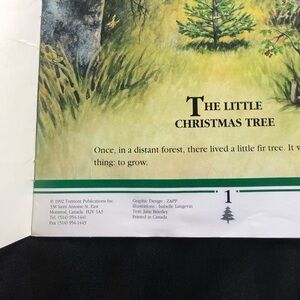 THE LITTLE
CHRISTMAS TREE
Once, in a distant forest, there lived a little fir tree. It
thing: to grow.
1
© 1992 Tormont Publications Inc.
338 Saint Antoine St. East
Montreal, Canada H2Y 1A3
Tel. (514) 954-1441
Fax (514) 954-1443
Graphic Design : ZAPP
Illustrations : Isabelle Langevin
Text: Jane Brierley
Printed in Canada